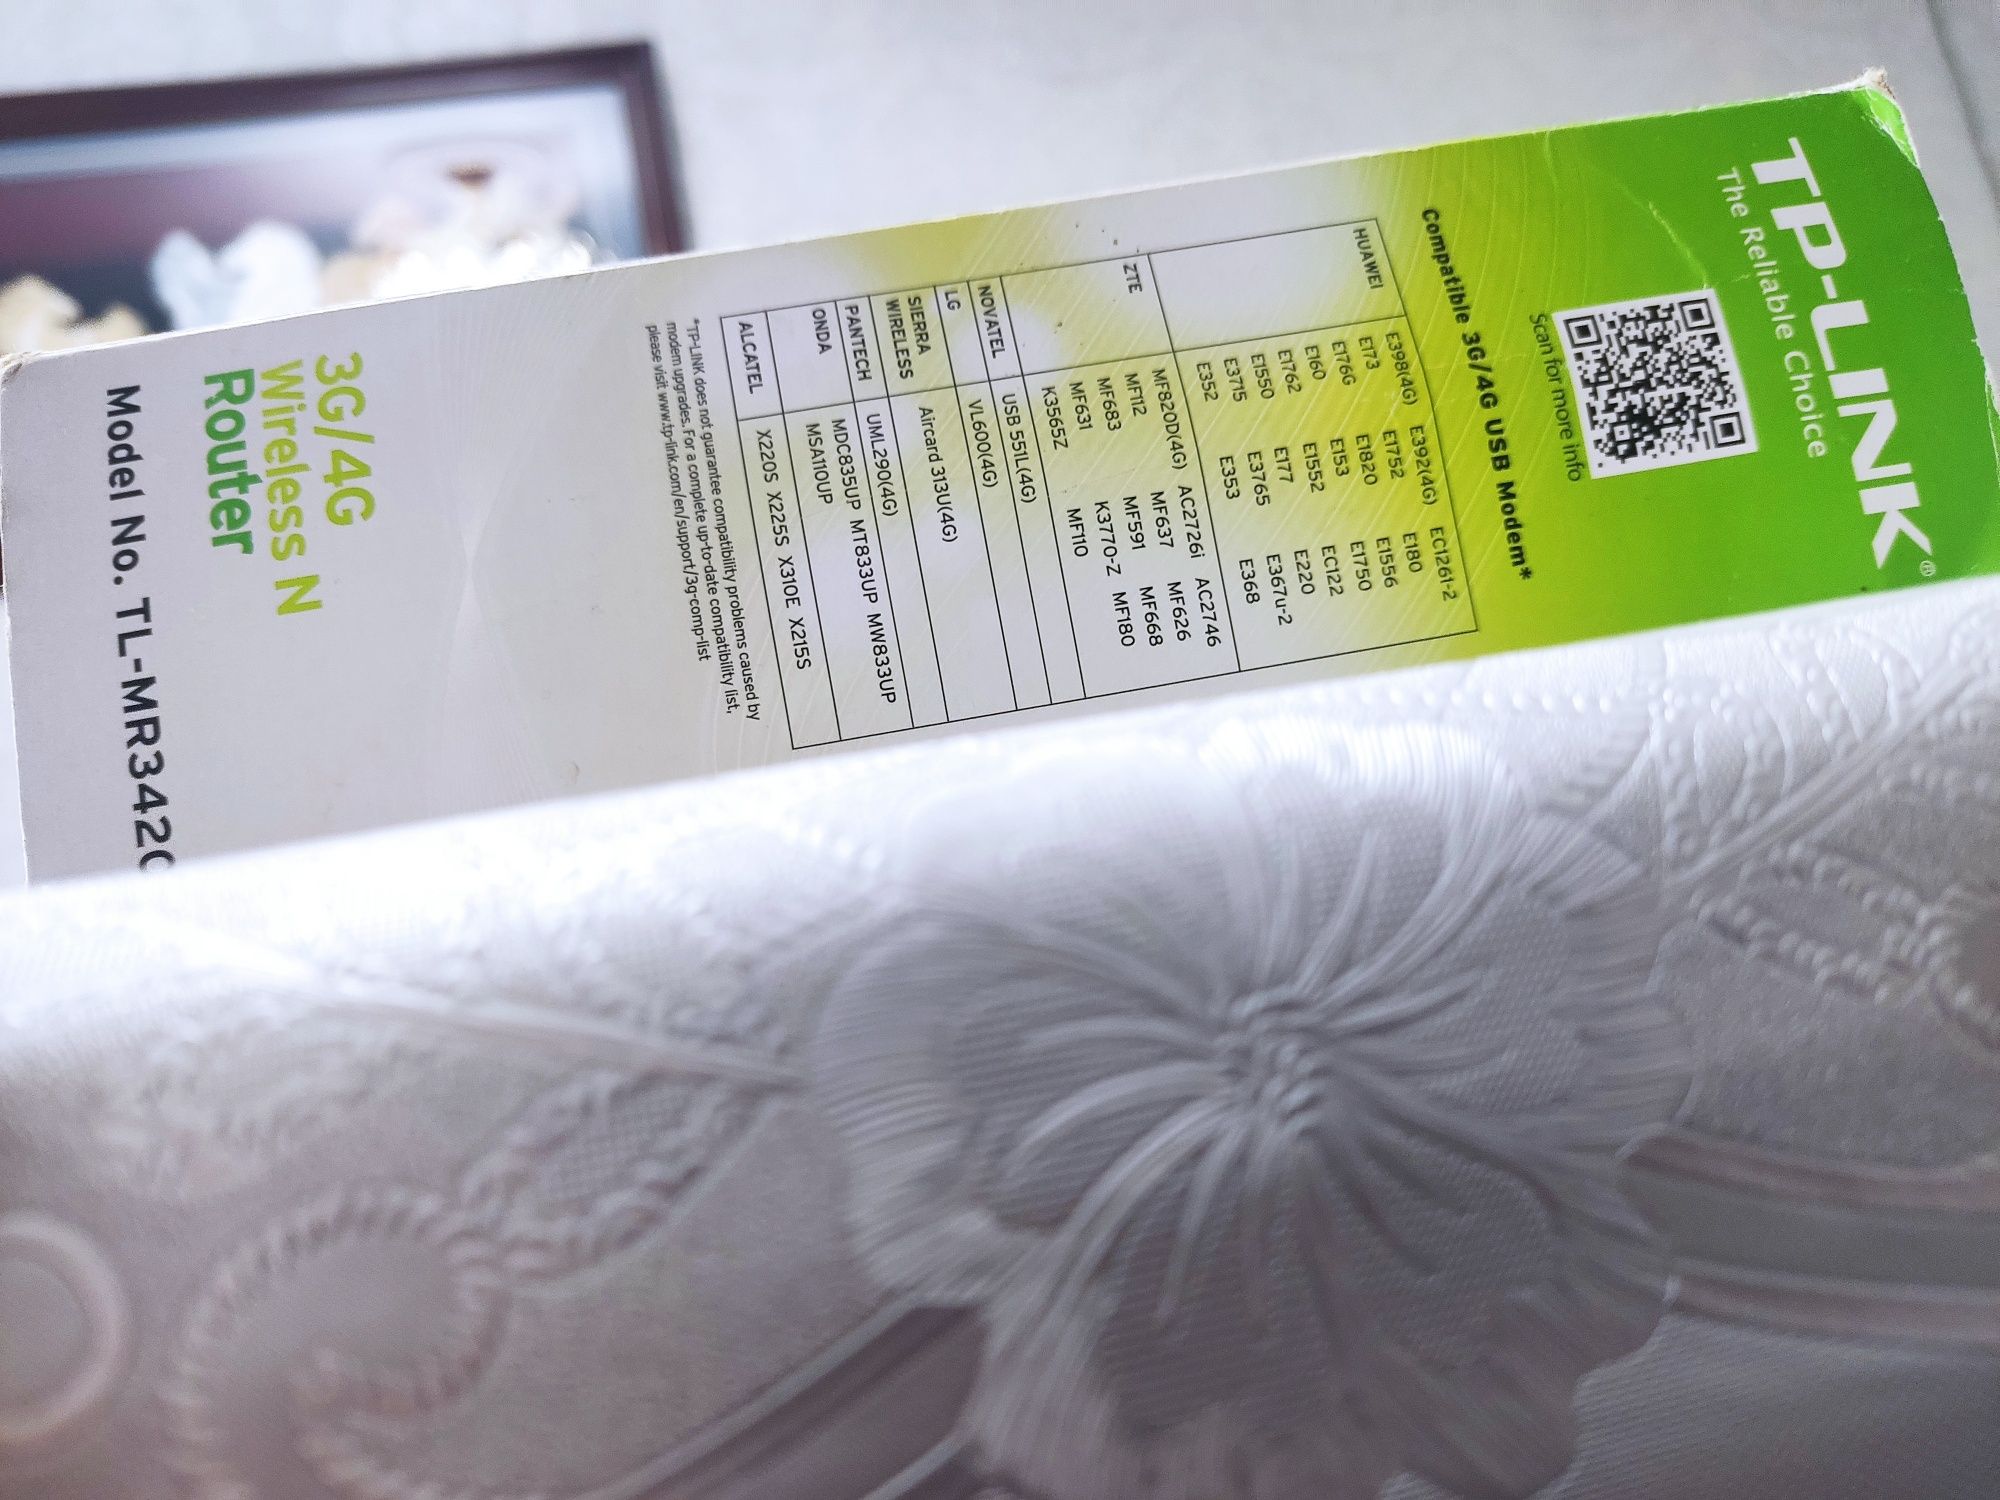 TP-LINK®
The Reliable Choice
Scan for more info
Compatible 3G/4G USB Modem*
HUAWEI
E398(4G) E392(4G) EC1261-2
E173 E1752 E180
E176G E1820 E1556
E160 E153 E1750
E1762 E1552 EC122
E1550 E177 E220
E3715 E3765 E367u-2
E352 E353 E368
ZTE
MF820D(4G) AC2726i AC2746
MF112 MF637 MF626
MF683 MF591 MF668
MF631 K3770-Z MF180
K3565Z MF110
NOVATEL USB 551L(4G)
LG VL600(4G)
SIERRA WIRELESS Aircard 313U(4G)
PANTECH UML290(4G)
ONDA
MDC835UP MT833UP MW833UP
MSA110UP
ALCATEL X220S X225S X310E X215S
*TP-LINK does not guarantee compatibility problems caused by
modem upgrades. For a complete up-to-date compatibility list,
please visit www.tp-link.com/en/support/3g-comp-list
3G/4G
Wireless N
Router
Model No. TL-MR3420